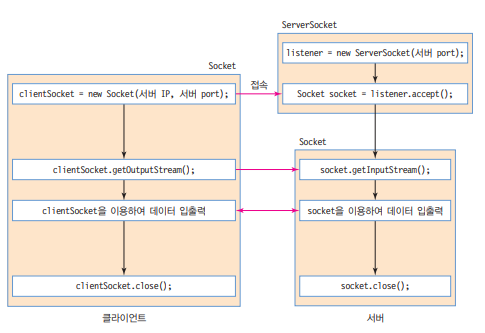 ServerSocket
listener = new ServerSocket(서버 port);
Socket
clientSocket = new Socket(서버 IP, 서버 port);
접속
Socket socket = listener.accept();
Socket
clientSocket.getOutputStream();
socket.getInputStream();
clientSocket을 이용하여 데이터 입출력
socket을 이용하여 데이터 입출력
clientSocket.close();
socket.close();
클라이언트
서버